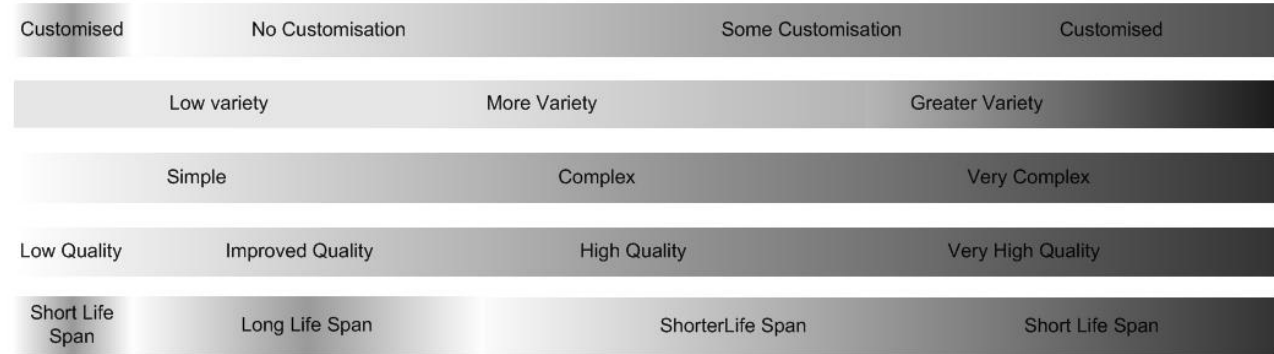 Customised No Customisation Some Customisation Customised
Low variety More Variety Greater Variety
Simple Complex Very Complex
Low Quality Improved Quality High Quality Very High Quality
Short Life
Span
Long Life Span ShorterLife Span Short Life Span